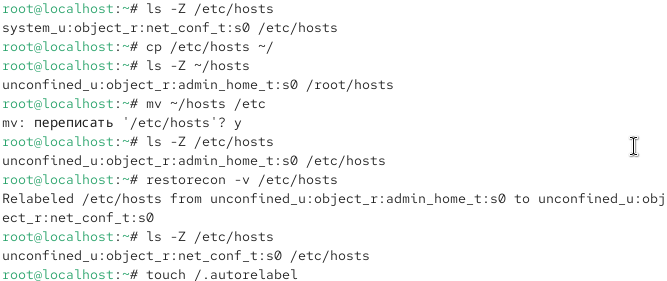 root@localhost:~# ls -Z /etc/hosts
system_u:object_r:net_conf_t:s0 /etc/hosts
root@localhost:~# cp /etc/hosts ~/
root@localhost:~# ls -Z ~/hosts
unconfined_u:object_r:admin_home_t:s0 /root/hosts
root@localhost:~# mv ~/hosts /etc
mv: переписать '/etc/hosts'? y
root@localhost:~# ls -Z /etc/hosts
unconfined_u:object_r:admin_home_t:s0 /etc/hosts
root@localhost:~# restorecon -v /etc/hosts
Relabeled /etc/hosts from unconfined_u:object_r:admin_home_t:s0 to unconfined_u:obj
ect_r:net_conf_t:s0
root@localhost:~# ls -Z /etc/hosts
unconfined_u:object_r:net_conf_t:s0 /etc/hosts
root@localhost:~# touch /.autorelabel